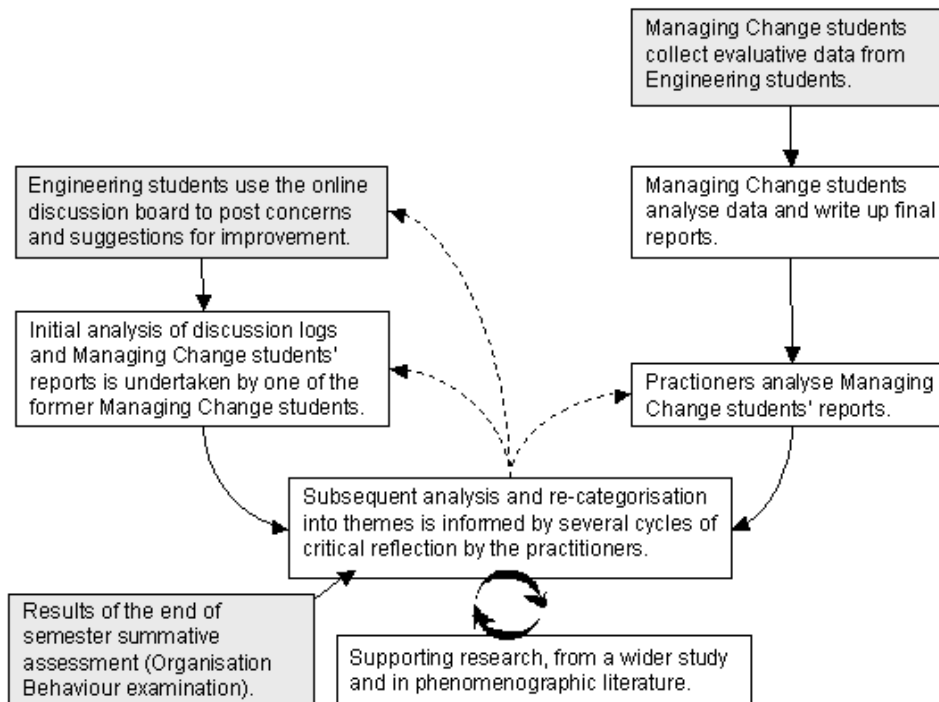 Managing Change students
collect evaluative data from
Engineering students.
Engineering students use the online
discussion board to post concerns
and suggestions for improvement.
Managing Change students
analyse data and write up final
reports.
Initial analysis of discussion logs
and Managing Change students'
reports is undertaken by one of the
former Managing Change students.
Practioners analyse Managing
Change students' reports.
Subsequent analysis and re-categorisation
into themes is informed by several cycles of
critical reflection by the practitioners.
Results of the end of
semester summative
assessment (Organisation
Behaviour examination).
Supporting research, from a wider study
and in phenomenographic literature.